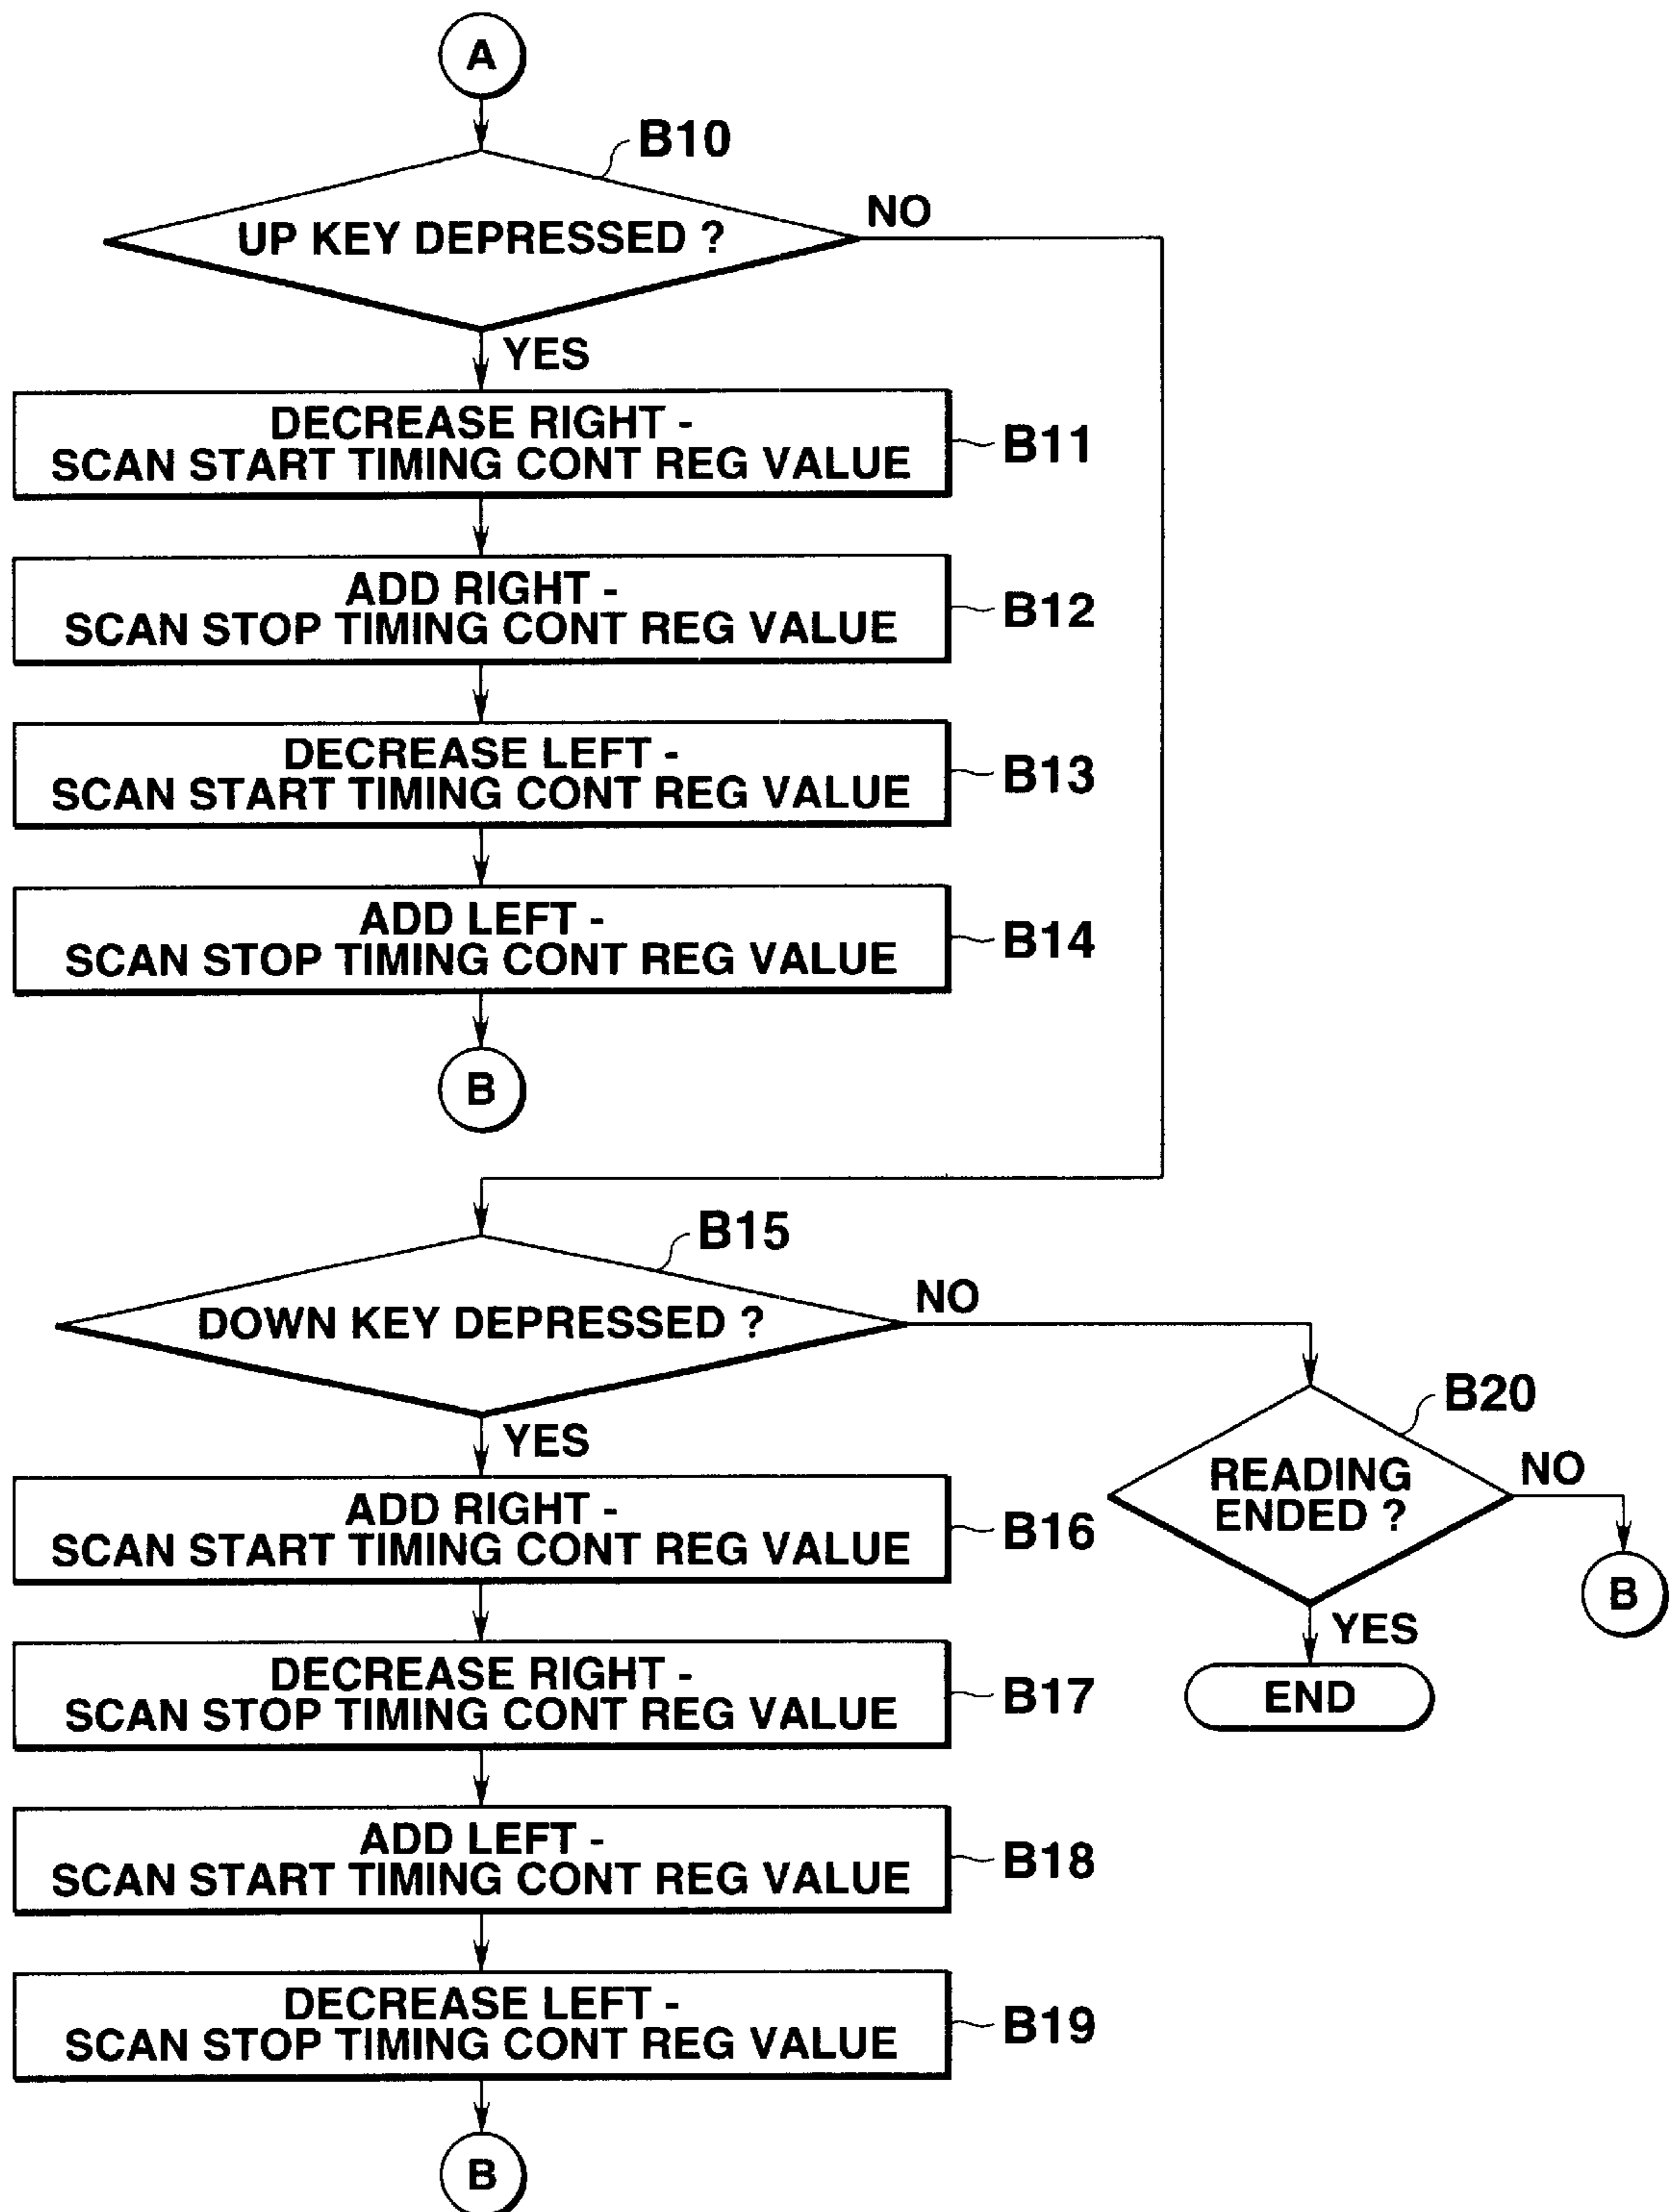 A
B10
UP KEY DEPRESSED ?
NO
YES
DECREASE RIGHT -
SCAN START TIMING CONT REG VALUE
B11
ADD RIGHT -
SCAN STOP TIMING CONT REG VALUE
B12
DECREASE LEFT -
SCAN START TIMING CONT REG VALUE
B13
ADD LEFT -
SCAN STOP TIMING CONT REG VALUE
B14
B
B15
DOWN KEY DEPRESSED ?
NO
YES
B20
READING
ENDED ?
NO
B
YES
END
ADD RIGHT -
SCAN START TIMING CONT REG VALUE
B16
DECREASE RIGHT -
SCAN STOP TIMING CONT REG VALUE
B17
ADD LEFT -
SCAN START TIMING CONT REG VALUE
B18
DECREASE LEFT -
SCAN STOP TIMING CONT REG VALUE
B19
B